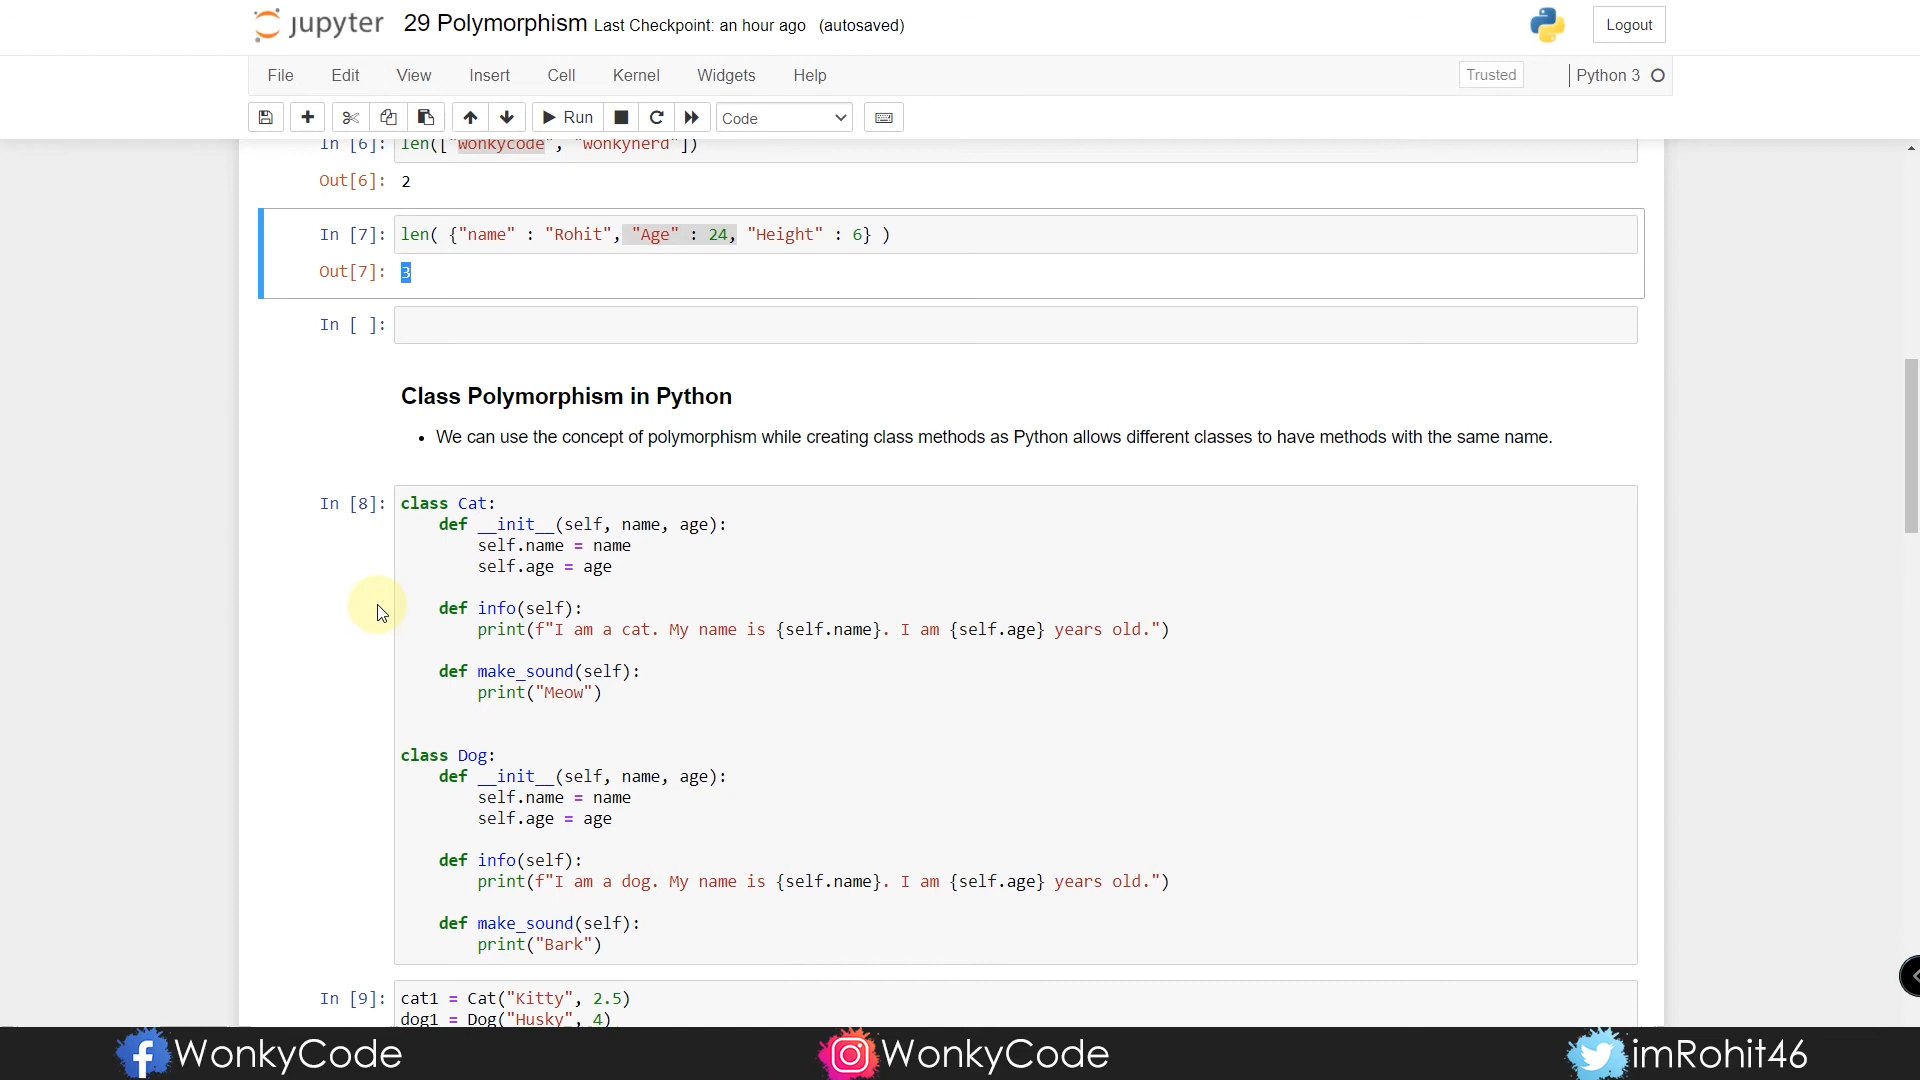 jupyter 29 Polymorphism Last Checkpoint: an hour ago (autosaved) Logout
File Edit View Insert Cell Kernel Widgets Help Trusted Python 3
Run Code
In [6]: len(["wonkycode", "wonkynerd"])
Out[6]: 2
In [7]: len( {"name" : "Rohit", "Age" : 24, "Height" : 6} )
Out[7]: 3
In [ ]:
Class Polymorphism in Python
• We can use the concept of polymorphism while creating class methods as Python allows different classes to have methods with the same name.
In [8]: class Cat:
def __init__(self, name, age):
self.name = name
self.age = age
def info(self):
print(f"I am a cat. My name is {self.name}. I am {self.age} years old.")
def make_sound(self):
print("Meow")
class Dog:
def __init__(self, name, age):
self.name = name
self.age = age
def info(self):
print(f"I am a dog. My name is {self.name}. I am {self.age} years old.")
def make_sound(self):
print("Bark")
In [9]: cat1 = Cat("Kitty", 2.5)
dog1 = Dog("Husky", 4)
WonkyCode WonkyCode imRohit46